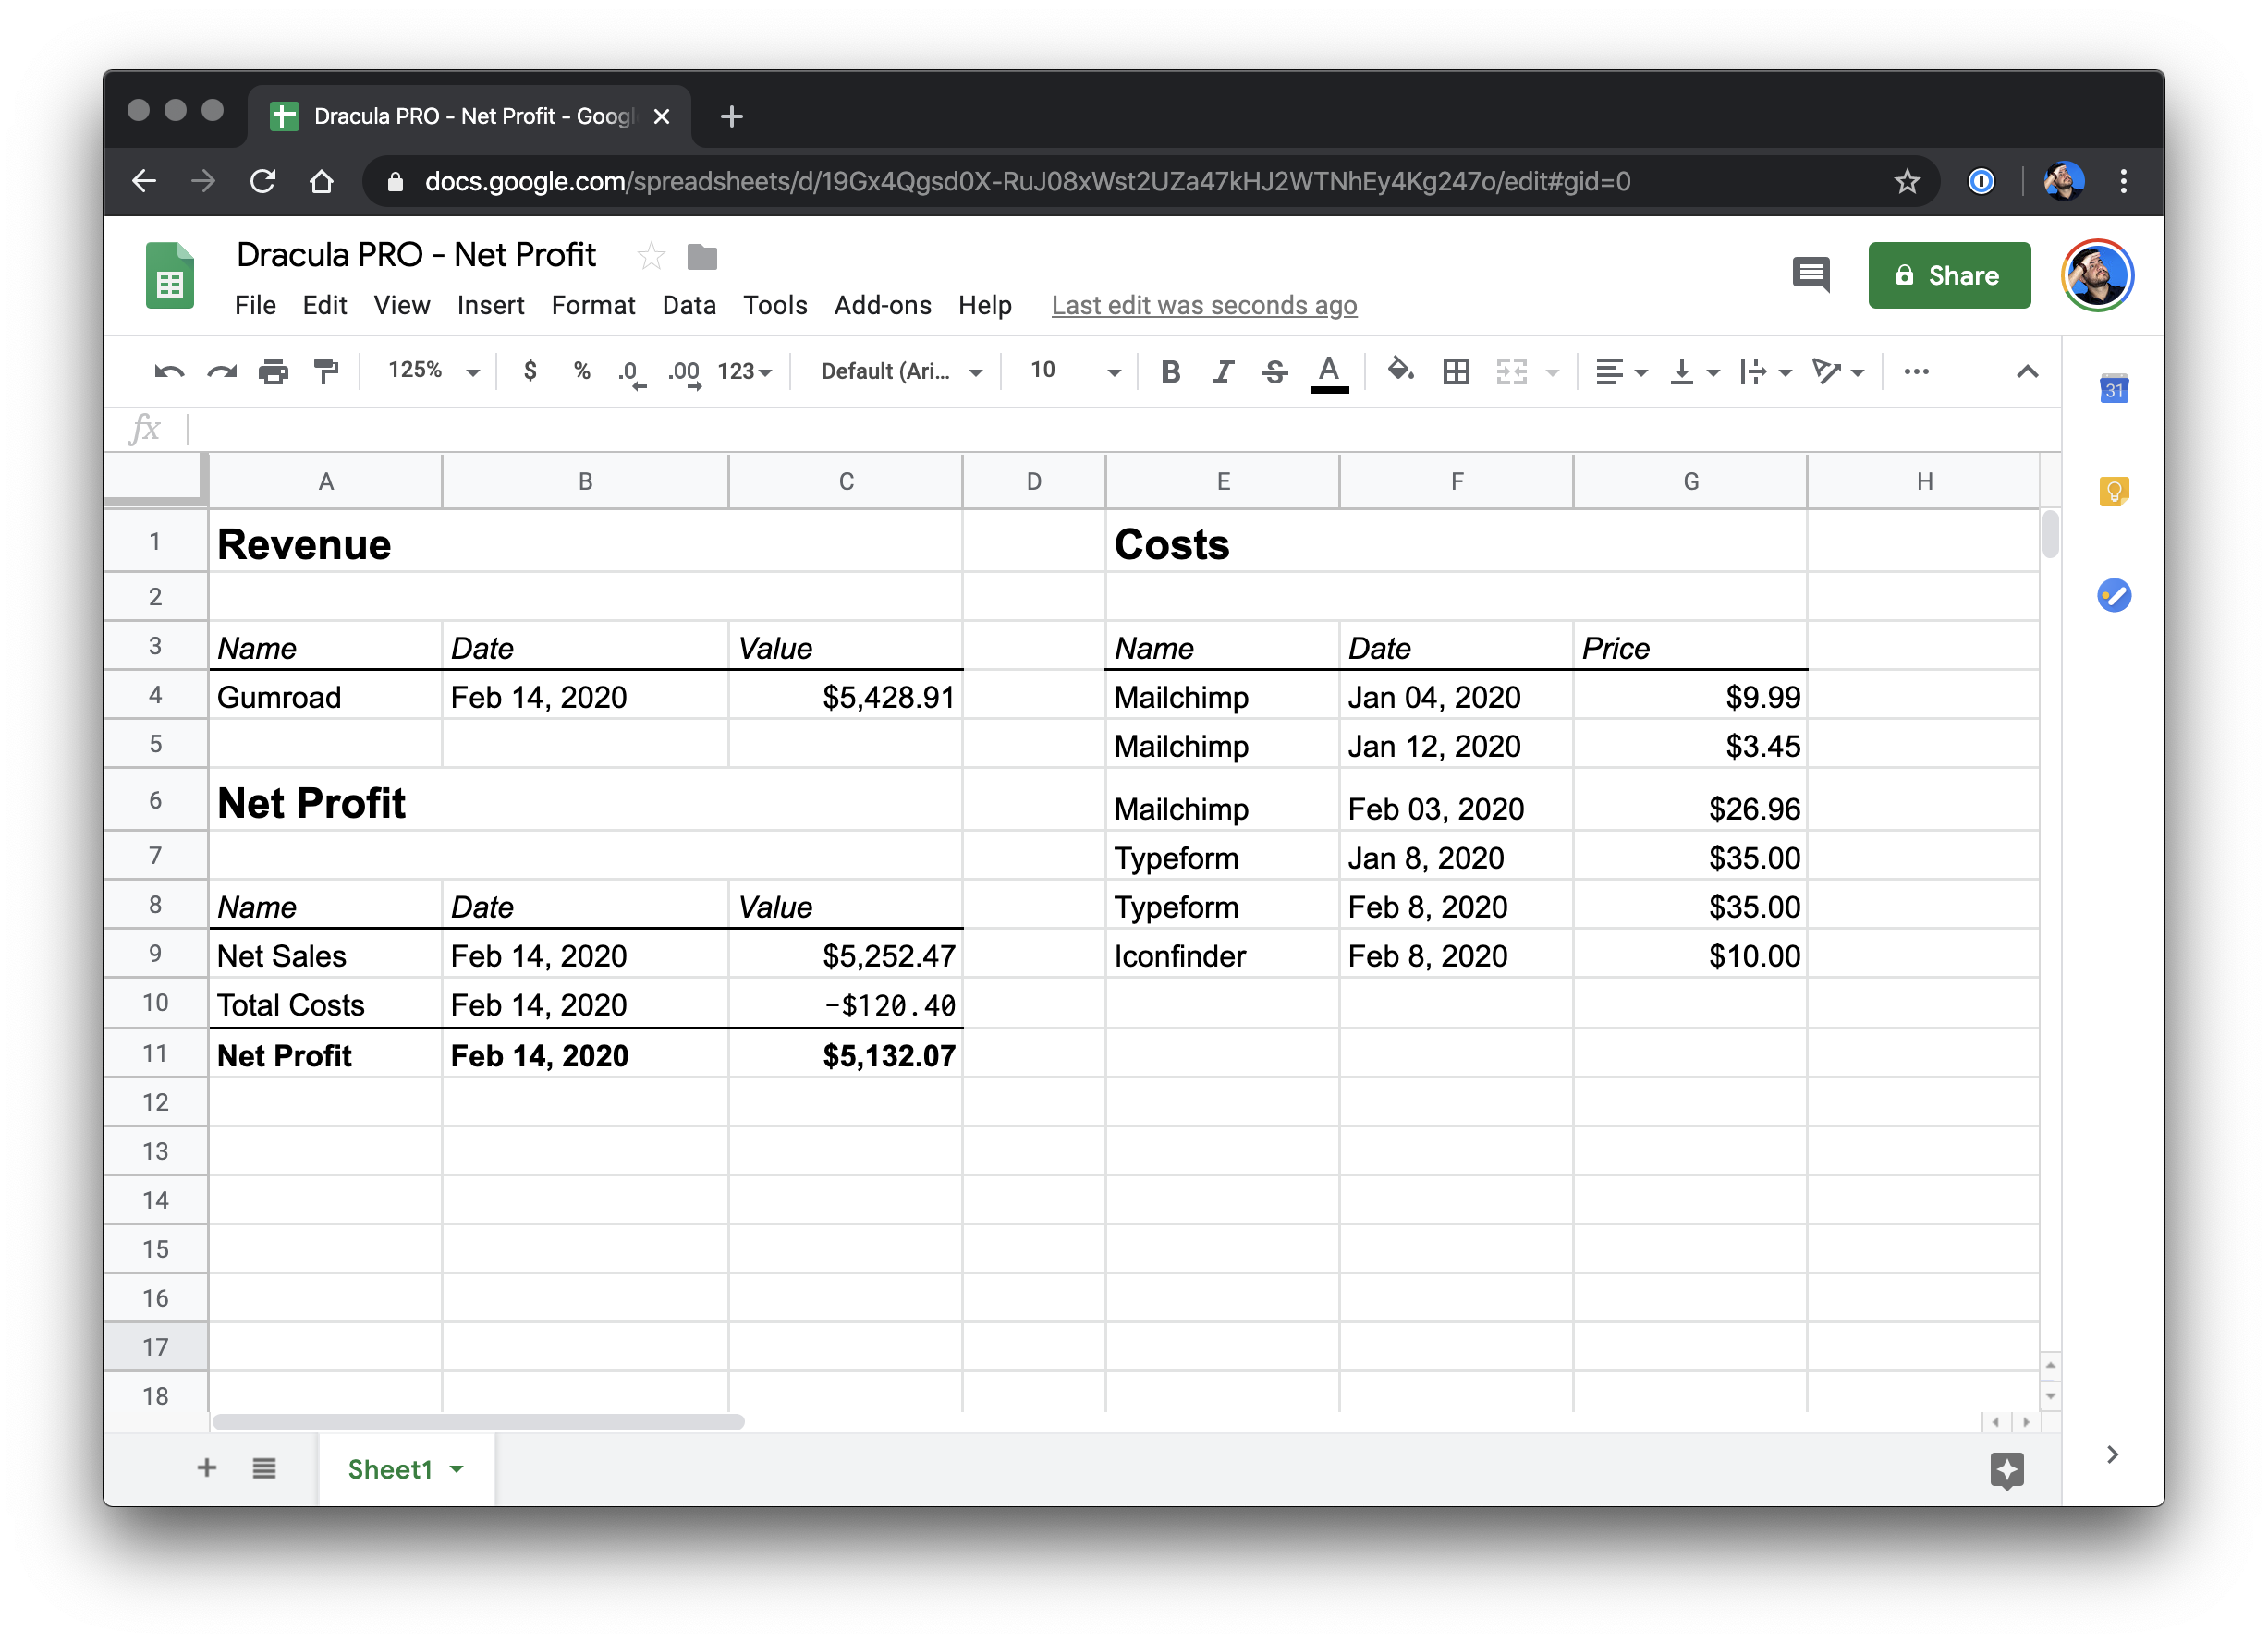 Dracula PRO - Net Profit - Googl
docs.google.com/spreadsheets/d/19Gx4Qgsd0X-RuJ08xWst2UZa47kHJ2WTNhEy4Kg247o/edit#gid=0
Dracula PRO - Net Profit
File Edit View Insert Format Data Tools Add-ons Help Last edit was seconds ago
Share
125% $ % .0 .00 123 Default (Ari... 10 B I S A
31
fx
A B C D E F G H
1 Revenue Costs
2
3 Name Date Value Name Date Price
4 Gumroad Feb 14, 2020 $5,428.91 Mailchimp Jan 04, 2020 $9.99
5 Mailchimp Jan 12, 2020 $3.45
6 Net Profit Mailchimp Feb 03, 2020 $26.96
7 Typeform Jan 8, 2020 $35.00
8 Name Date Value Typeform Feb 8, 2020 $35.00
9 Net Sales Feb 14, 2020 $5,252.47 Iconfinder Feb 8, 2020 $10.00
10 Total Costs Feb 14, 2020 -$120.40
11 Net Profit Feb 14, 2020 $5,132.07
12
13
14
15
16
17
18
Sheet1